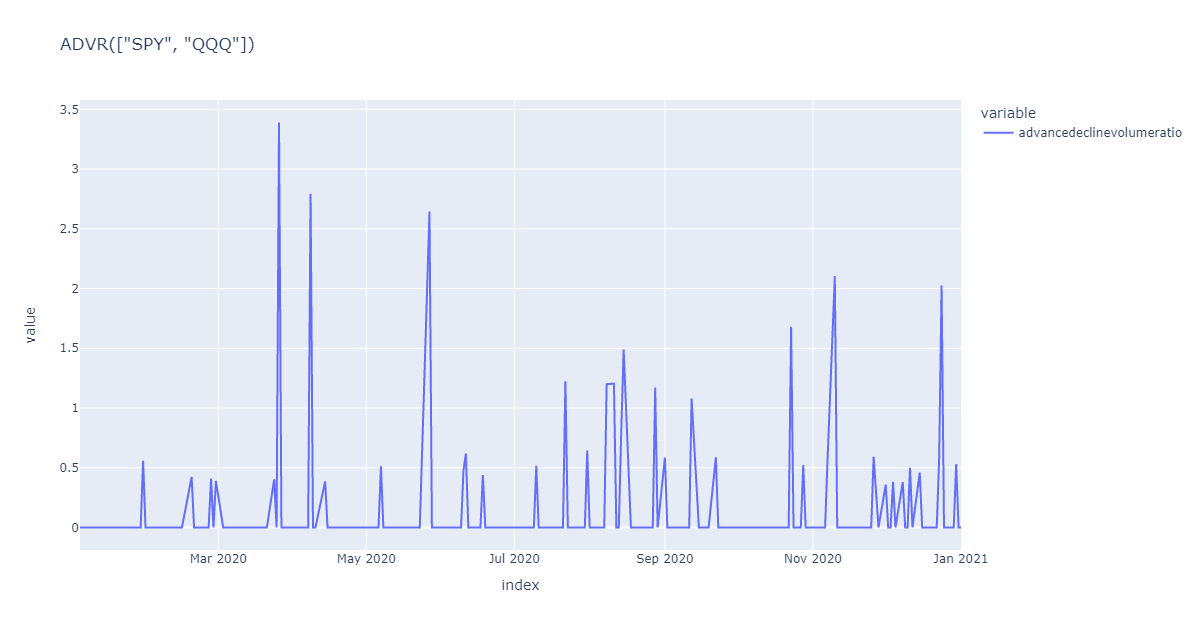 ADVR(["SPY", "QQQ"])
3.5
3
2.5
2
1.5
1
0.5
0
value
Mar 2020
May 2020
Jul 2020
Sep 2020
Nov 2020
Jan 2021
index
variable
advancedeclinevolumeratio